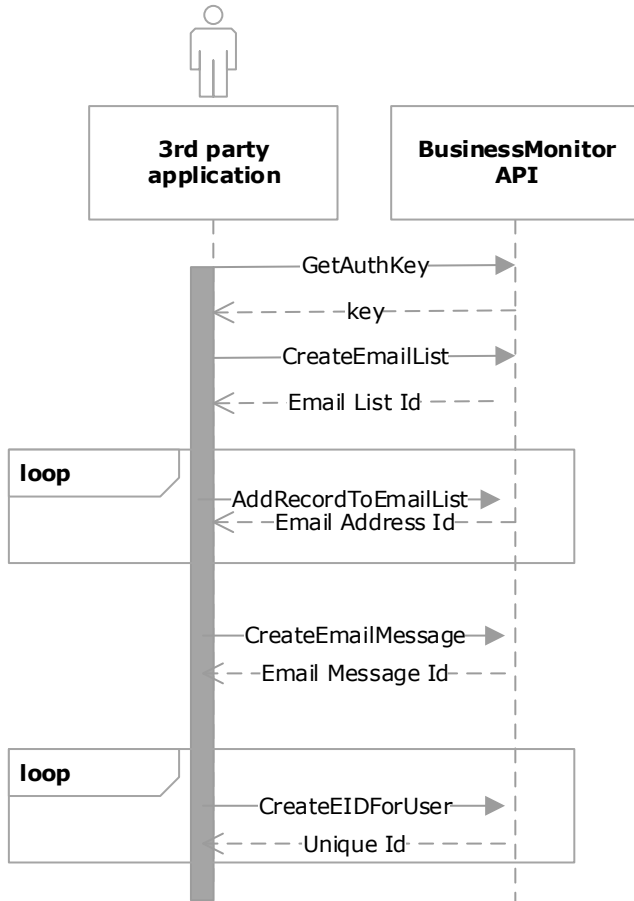 3rd party
application
BusinessMonitor
API
GetAuthKey
key
CreateEmailList
Email List Id
loop
AddRecordToEmailList
Email Address Id
CreateEmailMessage
Email Message Id
loop
CreateEIDForUser
Unique Id